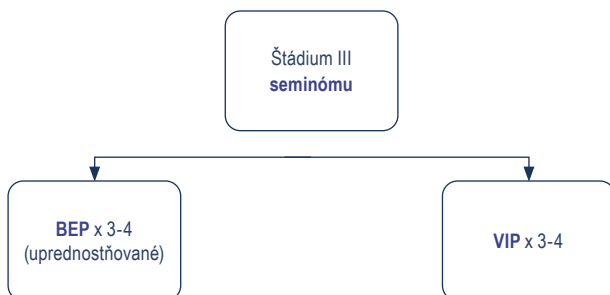 Štádium III
seminómu
BEP x 3-4
(uprednostňované)
VIP x 3-4